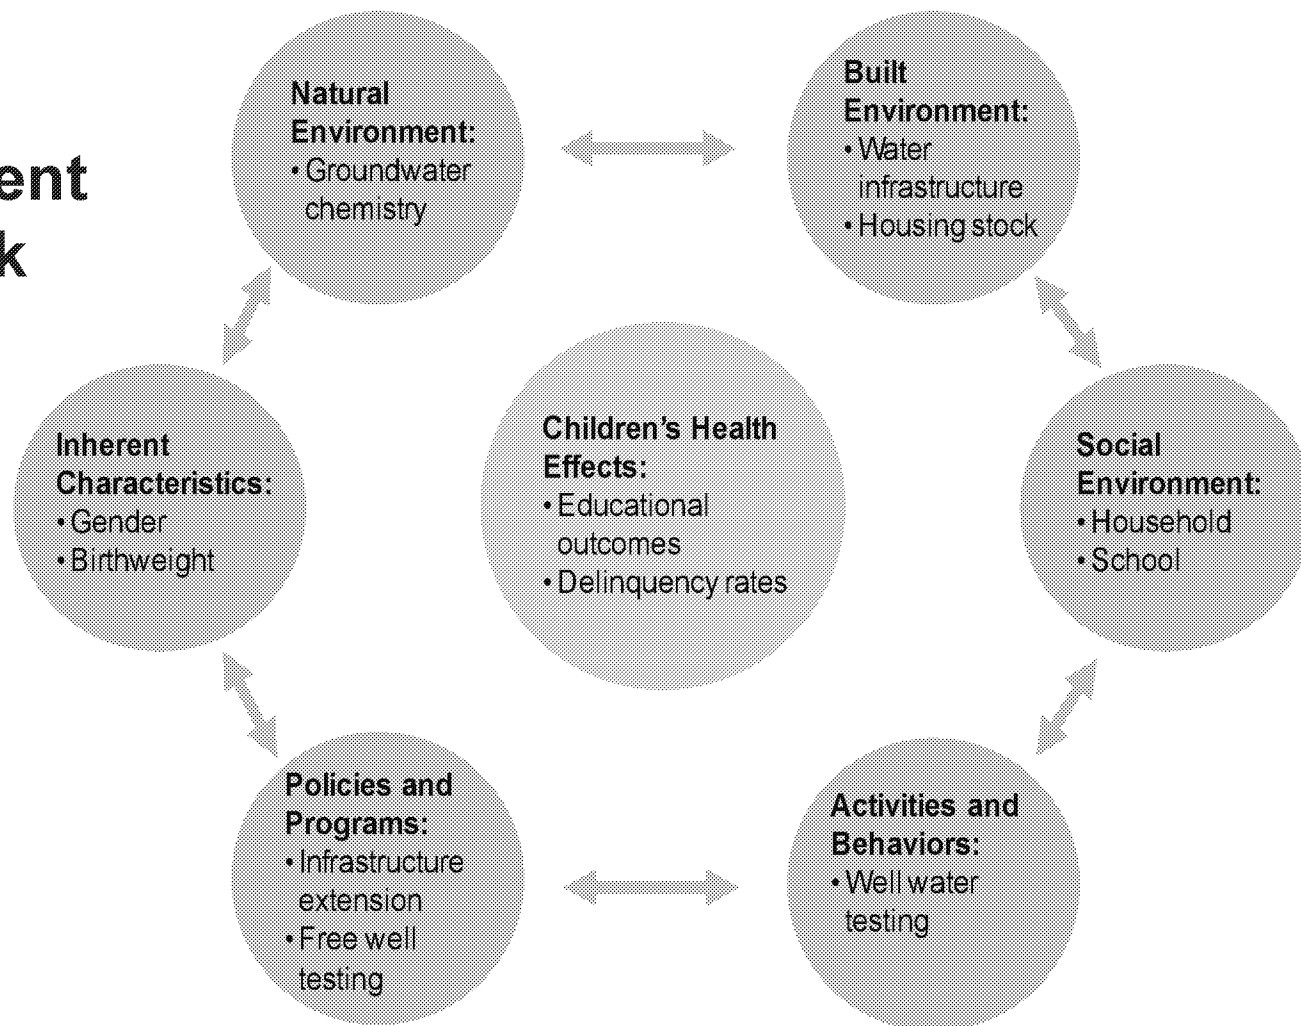 ent
k
Natural
Environment:
• Groundwater
chemistry
Built
Environment:
• Water
infrastructure
• Housing stock
Inherent
Characteristics:
• Gender
• Birthweight
Children's Health
Effects:
• Educational
outcomes
• Delinquency rates
Social
Environment:
• Household
• School
Policies and
Programs:
• Infrastructure
extension
• Free well
testing
Activities and
Behaviors:
• Well water
testing